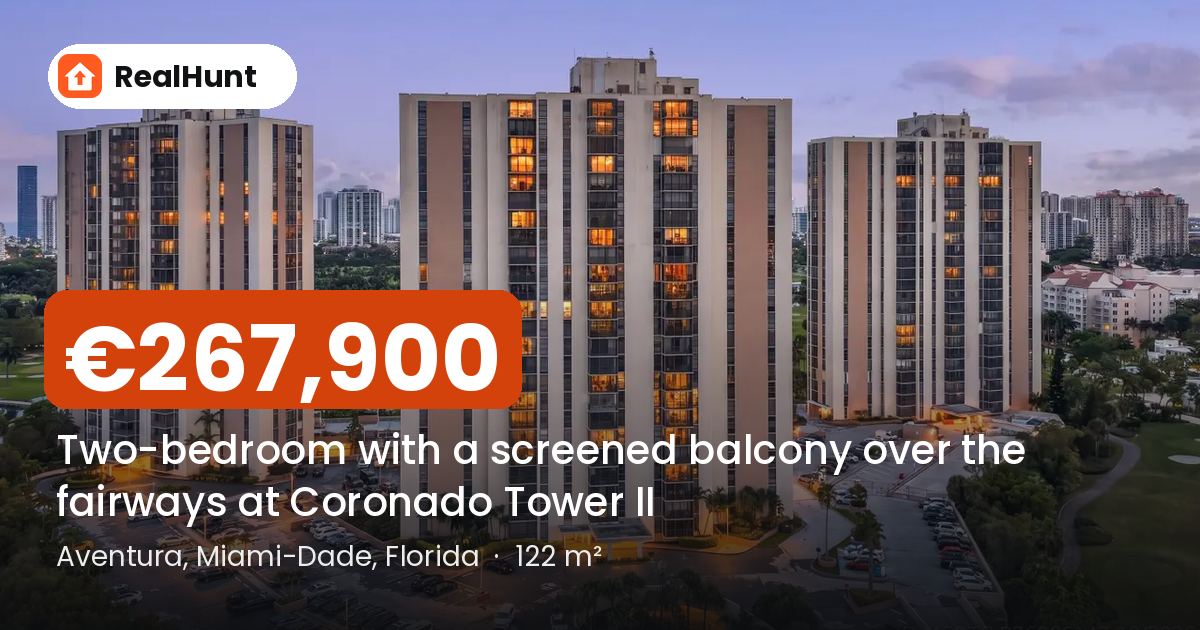 RealHunt
€267,900
Two-bedroom with a screened balcony over the
fairways at Coronado Tower II
Aventura, Miami-Dade, Florida · 122 m²